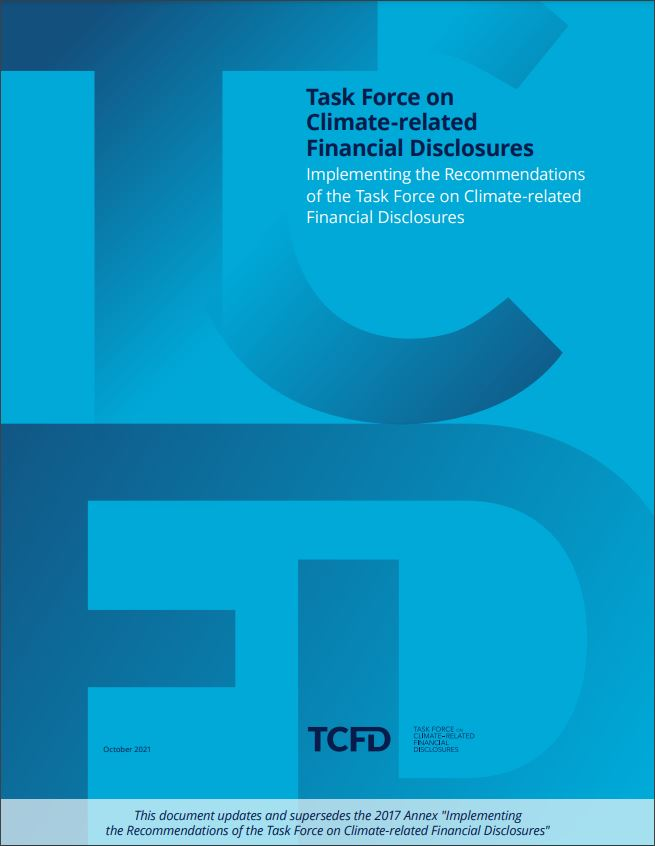 Task Force on
Climate-related
Financial Disclosures
Implementing the Recommendations
of the Task Force on Climate-related
Financial Disclosures
October 2021
TCFD
TASK FORCE ON
CLIMATE-RELATED
FINANCIAL
DISCLOSURES
This document updates and supersedes the 2017 Annex "Implementing
the Recommendations of the Task Force on Climate-related Financial Disclosures"